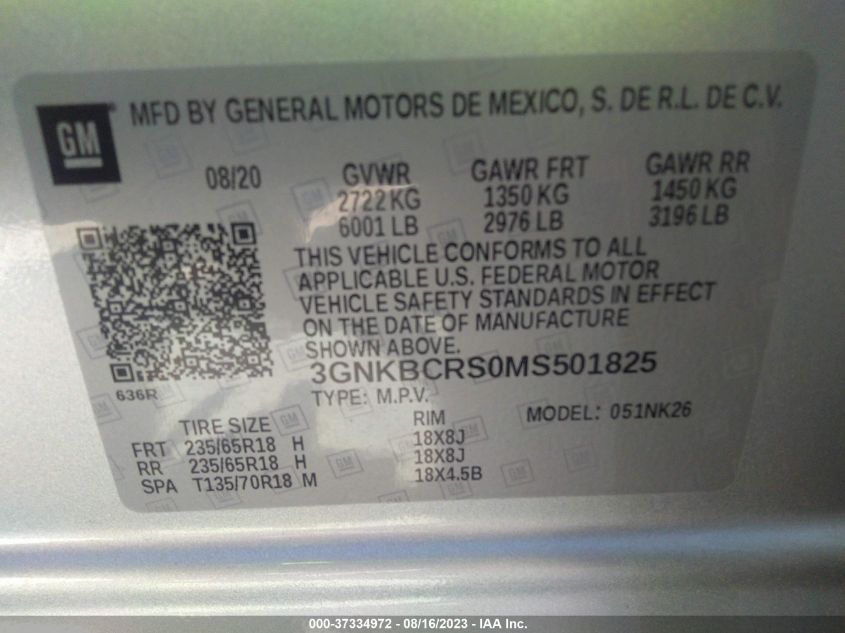 GM
MFD BY GENERAL MOTORS DE MEXICO, S. DE R.L. DE C.V.
08/20 GVWR GAWR FRT GAWR RR
2722 KG 1350 KG 1450 KG
6001 LB 2976 LB 3196 LB
THIS VEHICLE CONFORMS TO ALL
APPLICABLE U.S. FEDERAL MOTOR
VEHICLE SAFETY STANDARDS IN EFFECT
ON THE DATE OF MANUFACTURE
SHOWN ABOVE.
3GNKBCRS0MS501825
636R
TYPE: M.P.V.
MODEL: 051NK26
TIRE SIZE RIM
FRT 235/65R18 H 18X8J
RR 235/65R18 H 18X8J
SPA T135/70R18 M 18X4.5B
000-37334972 - 08/16/2023 - IAA Inc.